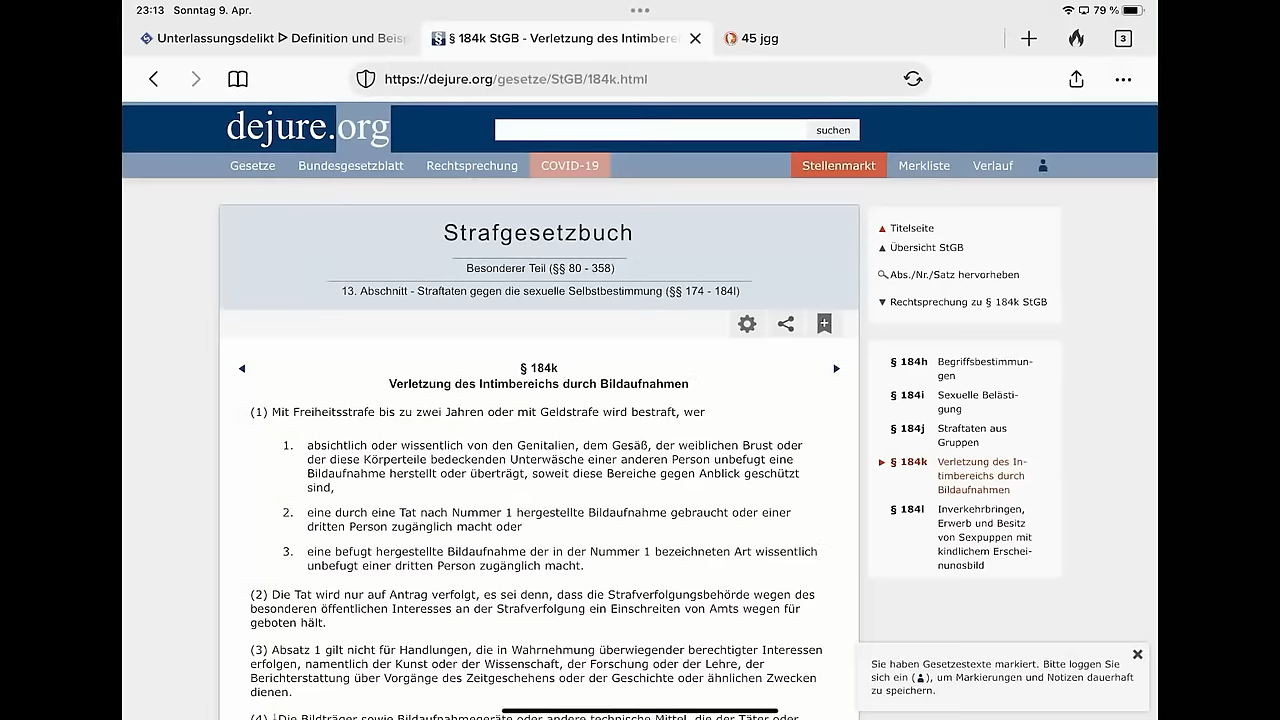 23:13 Sonntag 9. Apr.
79 %
Unterlassungsdelikt ᐅ Definition und Beisp
§ 184k StGB - Verletzung des Intimberei
45 jgg
3
https://dejure.org/gesetze/StGB/184k.html
dejure.org
suchen
Gesetze Bundesgesetzblatt Rechtsprechung COVID-19 Stellenmarkt Merkliste Verlauf
Strafgesetzbuch
Besonderer Teil (§§ 80 - 358)
13. Abschnitt - Straftaten gegen die sexuelle Selbstbestimmung (§§ 174 - 184l)
§ 184k
Verletzung des Intimbereichs durch Bildaufnahmen
(1) Mit Freiheitsstrafe bis zu zwei Jahren oder mit Geldstrafe wird bestraft, wer
1. absichtlich oder wissentlich von den Genitalien, dem Gesäß, der weiblichen Brust oder
der diese Körperteile bedeckenden Unterwäsche einer anderen Person unbefugt eine
Bildaufnahme herstellt oder überträgt, soweit diese Bereiche gegen Anblick geschützt
sind,
2. eine durch eine Tat nach Nummer 1 hergestellte Bildaufnahme gebraucht oder einer
dritten Person zugänglich macht oder
3. eine befugt hergestellte Bildaufnahme der in der Nummer 1 bezeichneten Art wissentlich
unbefugt einer dritten Person zugänglich macht.
(2) Die Tat wird nur auf Antrag verfolgt, es sei denn, dass die Strafverfolgungsbehörde wegen des
besonderen öffentlichen Interesses an der Strafverfolgung ein Einschreiten von Amts wegen für
geboten hält.
(3) Absatz 1 gilt nicht für Handlungen, die in Wahrnehmung überwiegender berechtigter Interessen
erfolgen, namentlich der Kunst oder der Wissenschaft, der Forschung oder der Lehre, der
Berichterstattung über Vorgänge des Zeitgeschehens oder der Geschichte oder ähnlichen Zwecken
dienen.
(4) 1Die Bildträger sowie Bildaufnahmegeräte oder andere technische Mittel, die der Täter oder
Titelseite
Übersicht StGB
Abs./Nr./Satz hervorheben
Rechtsprechung zu § 184k StGB
§ 184h Begriffsbestimmun-
gen
§ 184i Sexuelle Belästi-
gung
§ 184j Straftaten aus
Gruppen
§ 184k Verletzung des In-
timbereichs durch
Bildaufnahmen
§ 184l Inverkehrbringen,
Erwerb und Besitz
von Sexpuppen mit
kindlichem Erschei-
nungsbild
Sie haben Gesetzestexte markiert. Bitte loggen Sie
sich ein ( ), um Markierungen und Notizen dauerhaft
zu speichern.